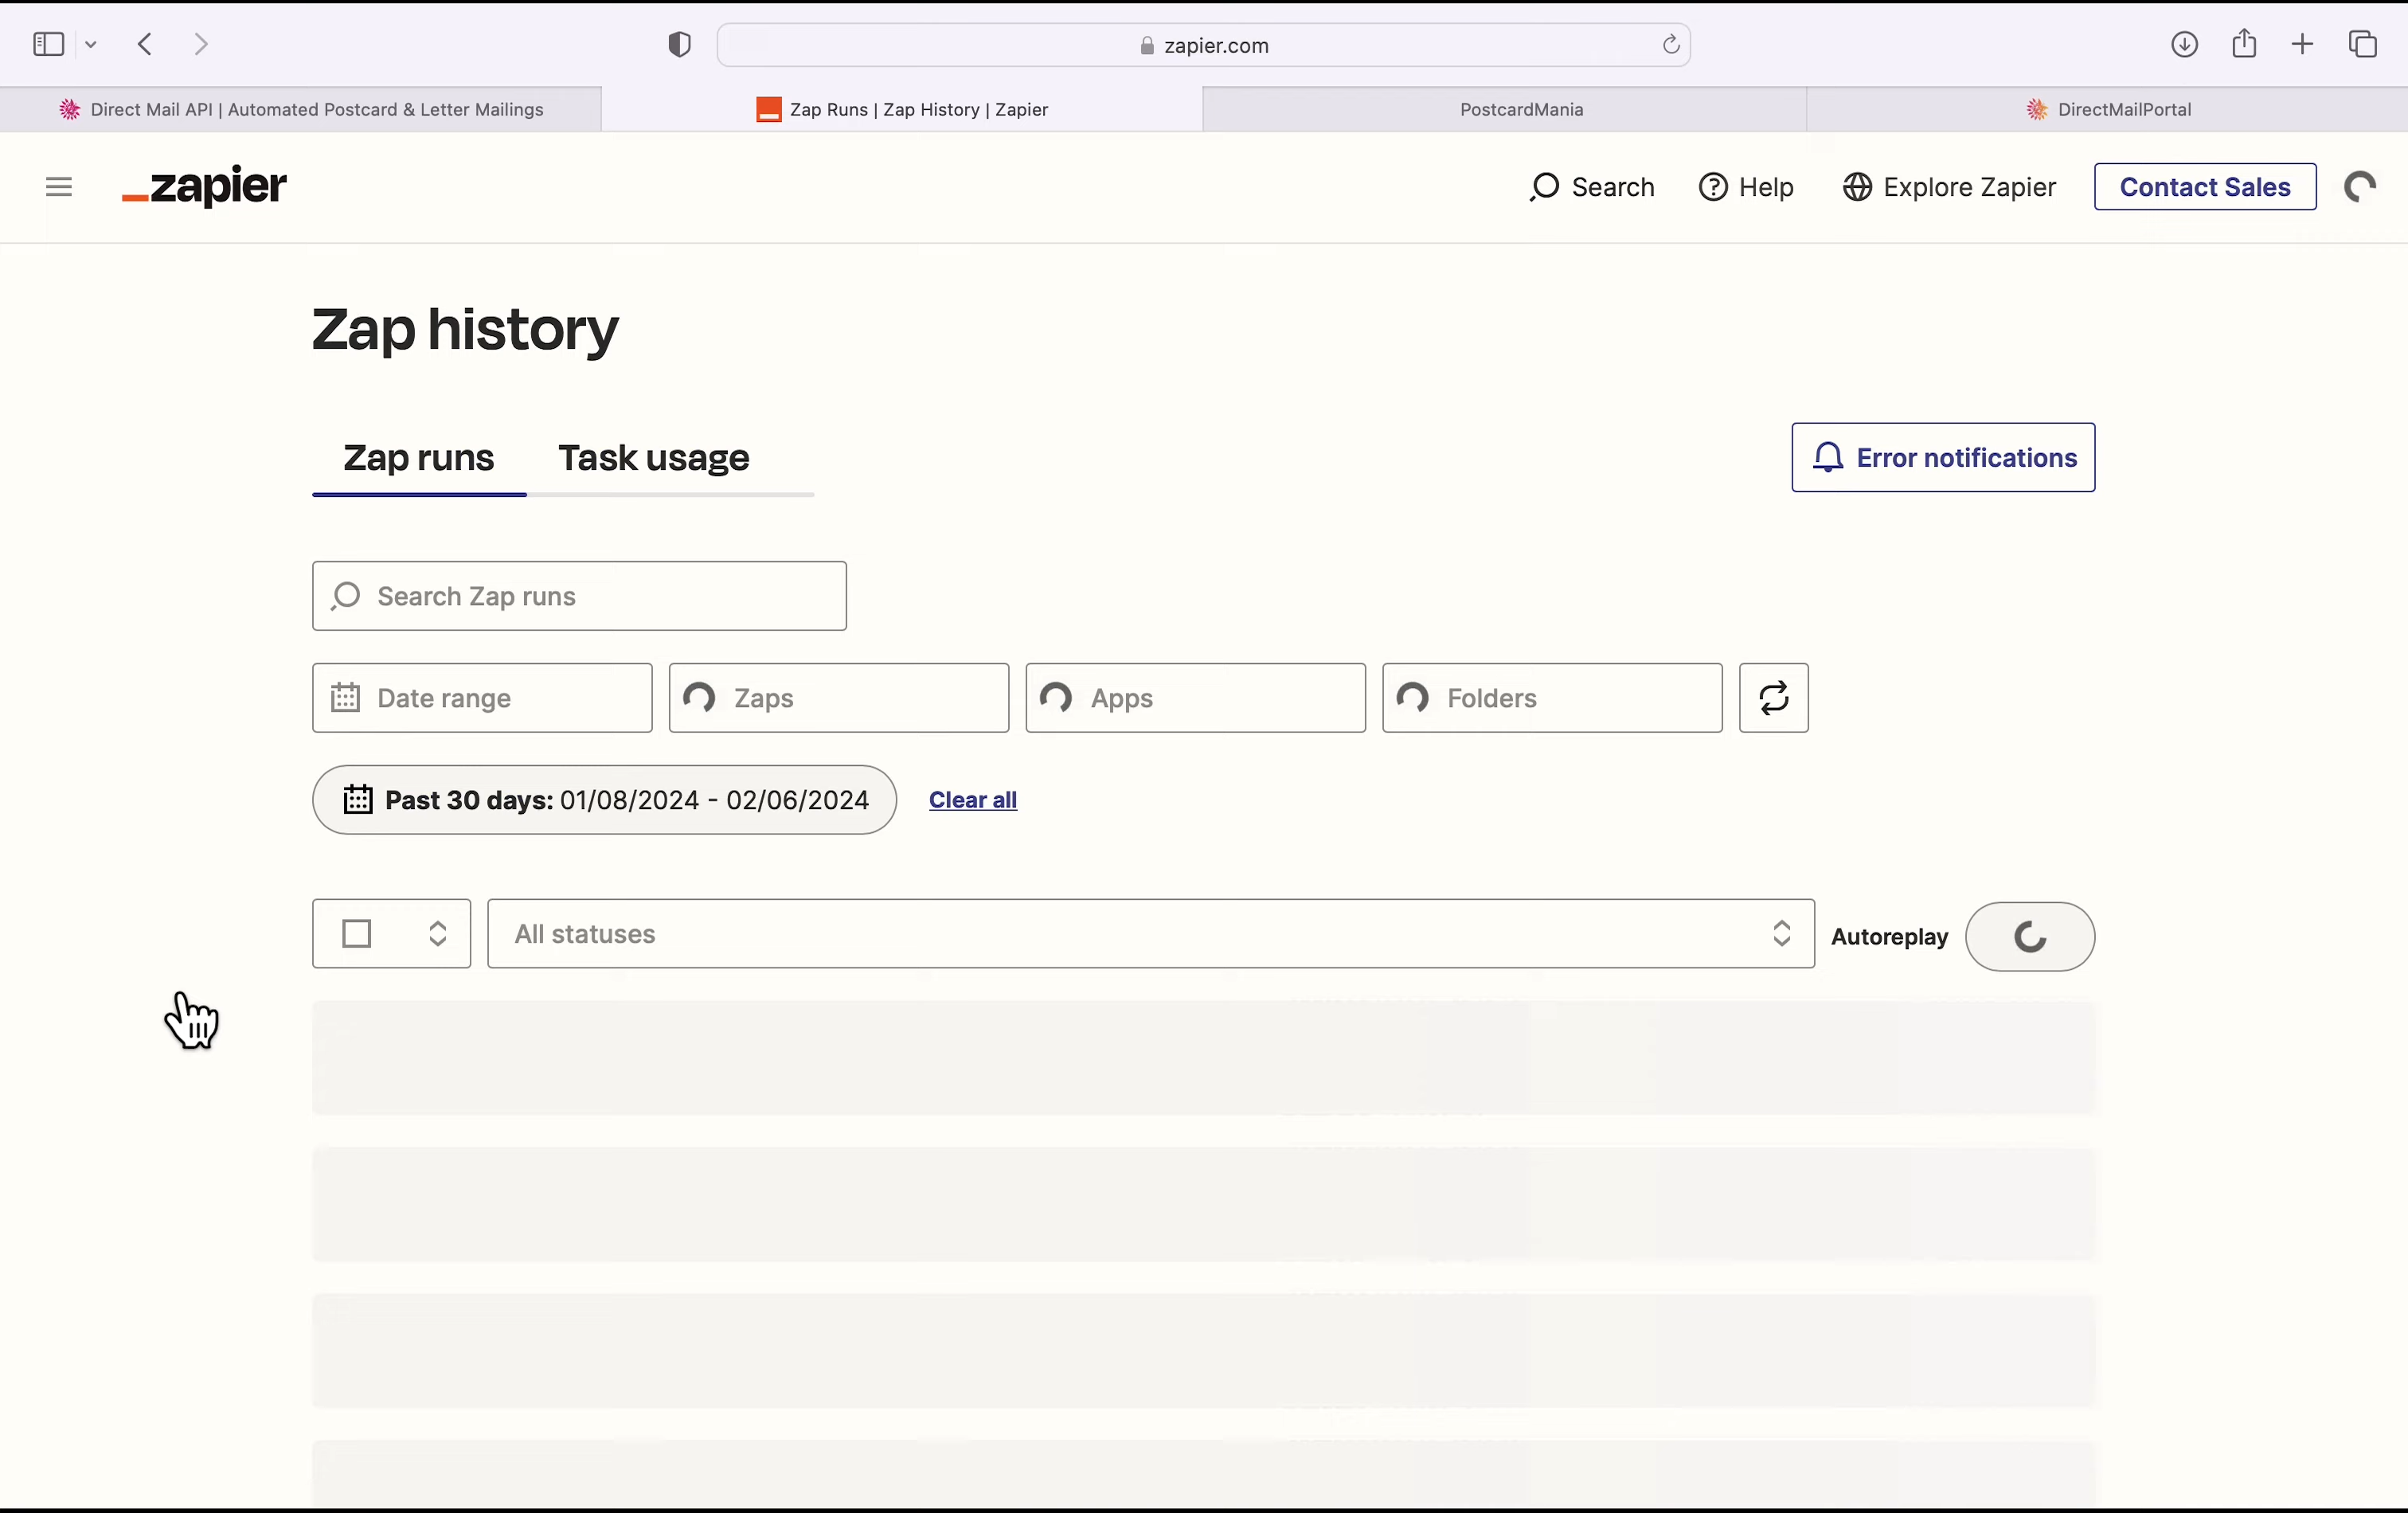 zapier.com
Direct Mail API | Automated Postcard & Letter Mailings
Zap Runs | Zap History | Zapier
PostcardMania
DirectMailPortal
_zapier
Search
Help
Explore Zapier
Contact Sales
Zap history
Zap runs
Task usage
Error notifications
Search Zap runs
Date range
Zaps
Apps
Folders
Past 30 days: 01/08/2024 - 02/06/2024
Clear all
All statuses
Autoreplay